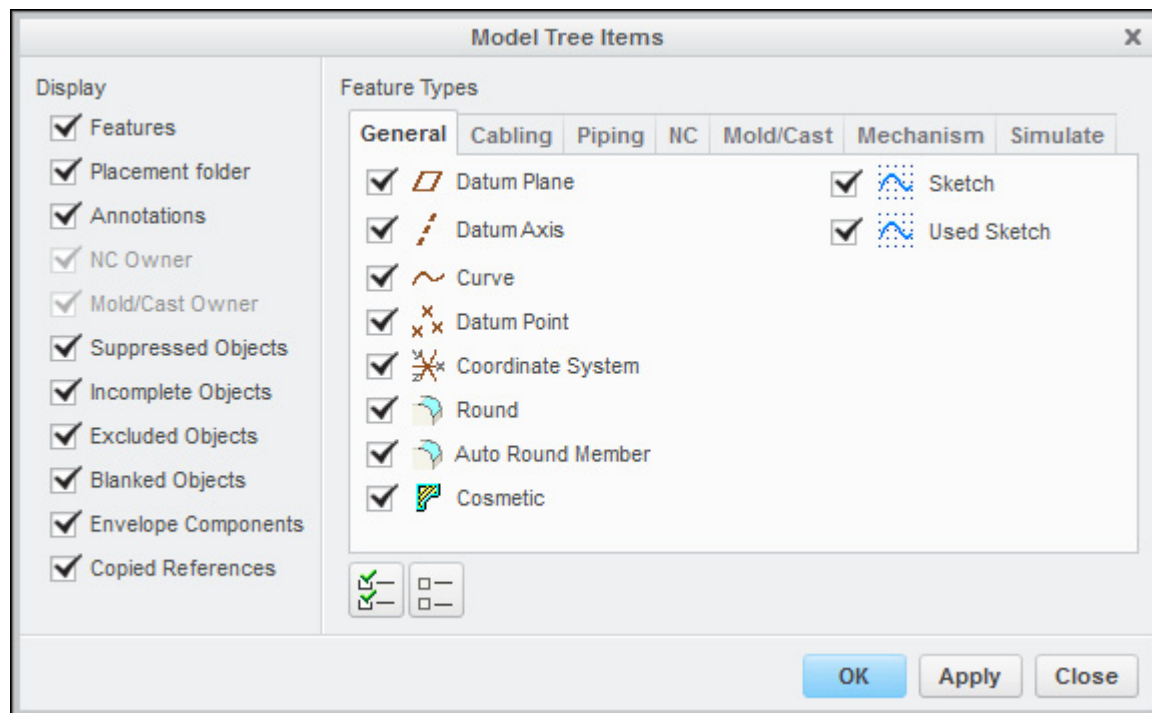 Model Tree Items
Display
Features
Placement folder
Annotations
NC Owner
Mold/Cast Owner
Suppressed Objects
Incomplete Objects
Excluded Objects
Blanked Objects
Envelope Components
Copied References
Feature Types
General Cabling Piping NC Mold/Cast Mechanism Simulate
Datum Plane
Datum Axis
Curve
Datum Point
Coordinate System
Round
Auto Round Member
Cosmetic
Sketch
Used Sketch
OK Apply Close